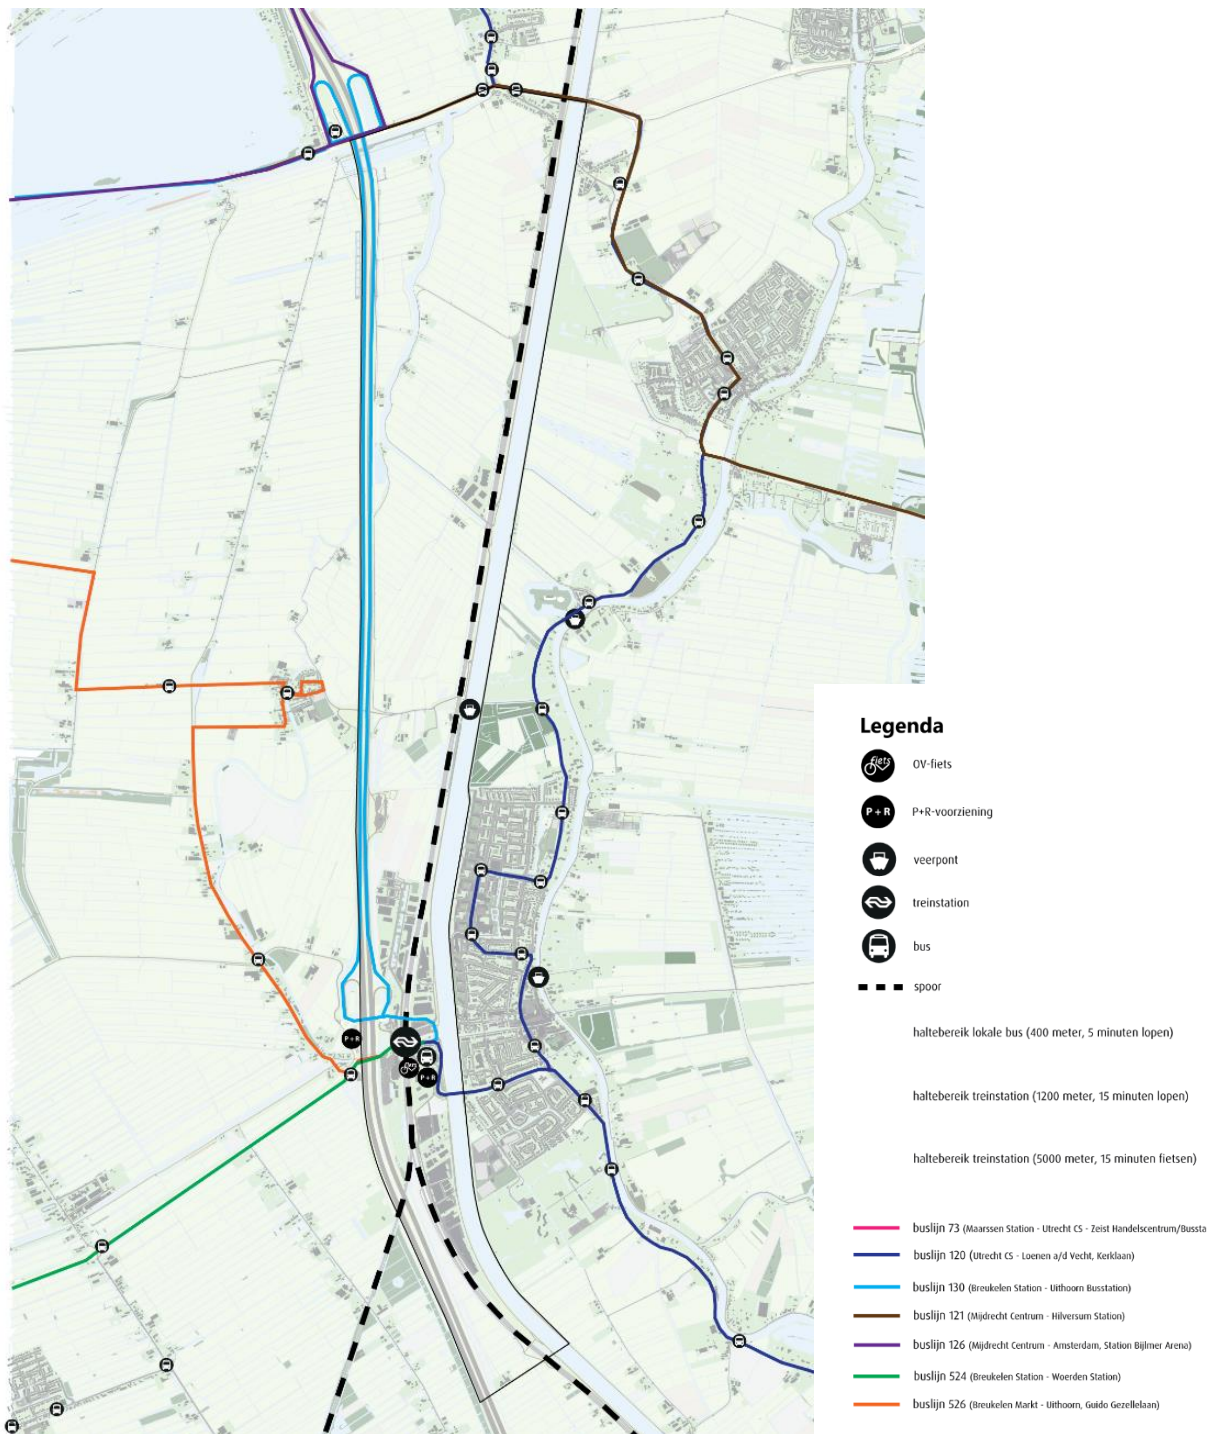 P+R
fiets
P+R
Legenda
fiets
OV-fiets
P+R
P+R-voorziening
veerpont
treinstation
bus
spoor
haltebereik lokale bus (400 meter, 5 minuten lopen)
haltebereik treinstation (1200 meter, 15 minuten lopen)
haltebereik treinstation (5000 meter, 15 minuten fietsen)
buslijn 73 (Maarssen Station - Utrecht CS - Zeist Handelscentrum/Bussta
buslijn 120 (Utrecht CS - Loenen a/d Vecht, Kerklaan)
buslijn 130 (Breukelen Station - Uithoorn Busstation)
buslijn 121 (Mijdrecht Centrum - Hilversum Station)
buslijn 126 (Mijdrecht Centrum - Amsterdam, Station Bijlmer Arena)
buslijn 524 (Breukelen Station - Woerden Station)
buslijn 526 (Breukelen Markt - Uithoorn, Guido Gezellelaan)